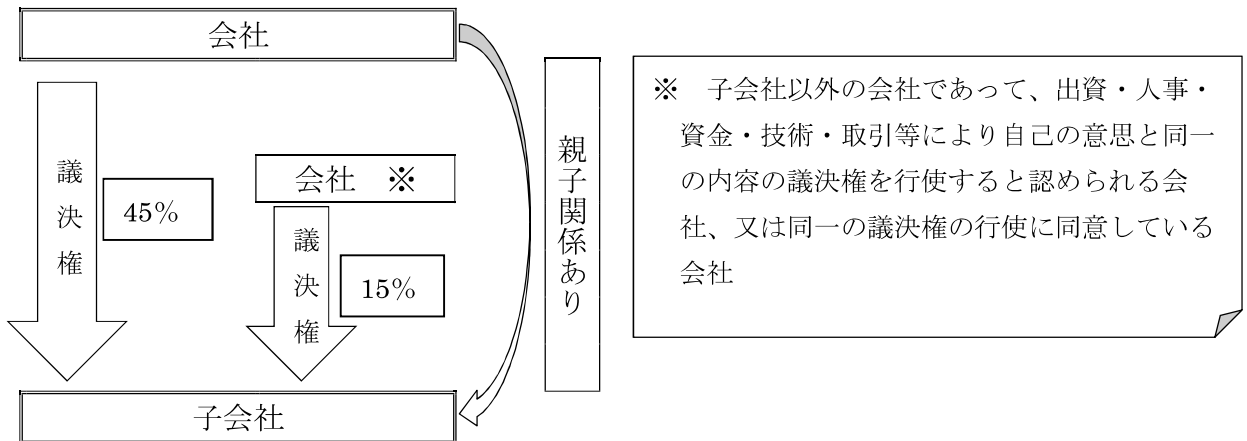 会社
議決権
45%
会社 ※
議決権
15%
子会社
親子関係あり
※ 子会社以外の会社であって、出資・人事・
資金・技術・取引等により自己の意思と同一
の内容の議決権を行使すると認められる会
社、又は同一の議決権の行使に同意している
会社